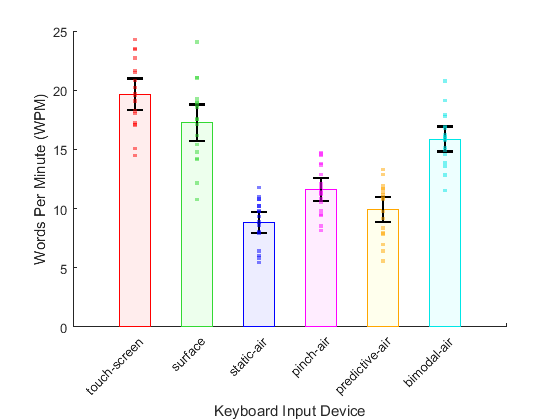 25
20
15
10
5
0
Words Per Minute (WPM)
touch-screen
surface
static-air
pinch-air
predictive-air
bimodal-air
Keyboard Input Device